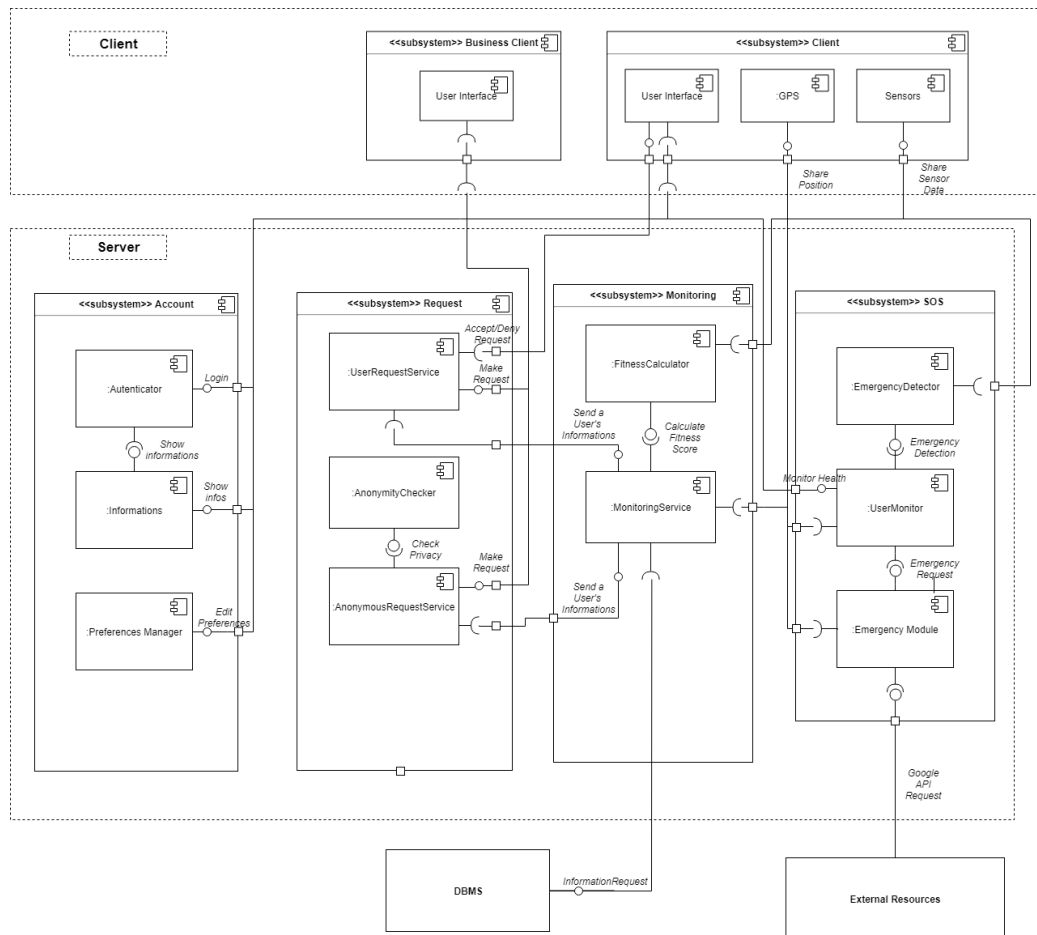 Client
<<subsystem>> Business Client
<<subsystem>> Client
User Interface
User Interface
:GPS
Sensors
Share
Position
Share
Sensor
Data
Server
<<subsystem>> Account
<<subsystem>> Request
<<subsystem>> Monitoring
<<subsystem>> SOS
:Autenticator
Login
Show
informations
:Informations
Show
infos
:Preferences Manager
Edit
Preferences
Accept/Deny
Request
:UserRequestService
Make
Request
:AnonymityChecker
Check
Privacy
Make
Request
:AnonymousRequestService
:FitnessCalculator
Send a
User's
Informations
Calculate
Fitness
Score
:MonitoringService
Send a
User's
Informations
:EmergencyDetector
Emergency
Detection
Monitor Health
:UserMonitor
Emergency
Request
:Emergency Module
Google
API
Request
DBMS
InformationRequest
External Resources